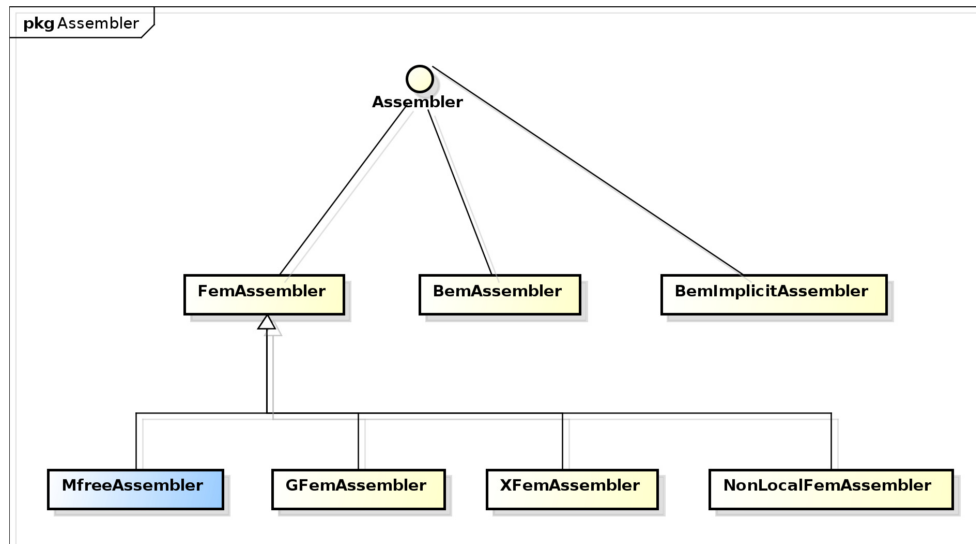 pkg Assembler
Assembler
FemAssembler
BemAssembler
BemImplicitAssembler
MfreeAssembler
GFemAssembler
XFemAssembler
NonLocalFemAssembler